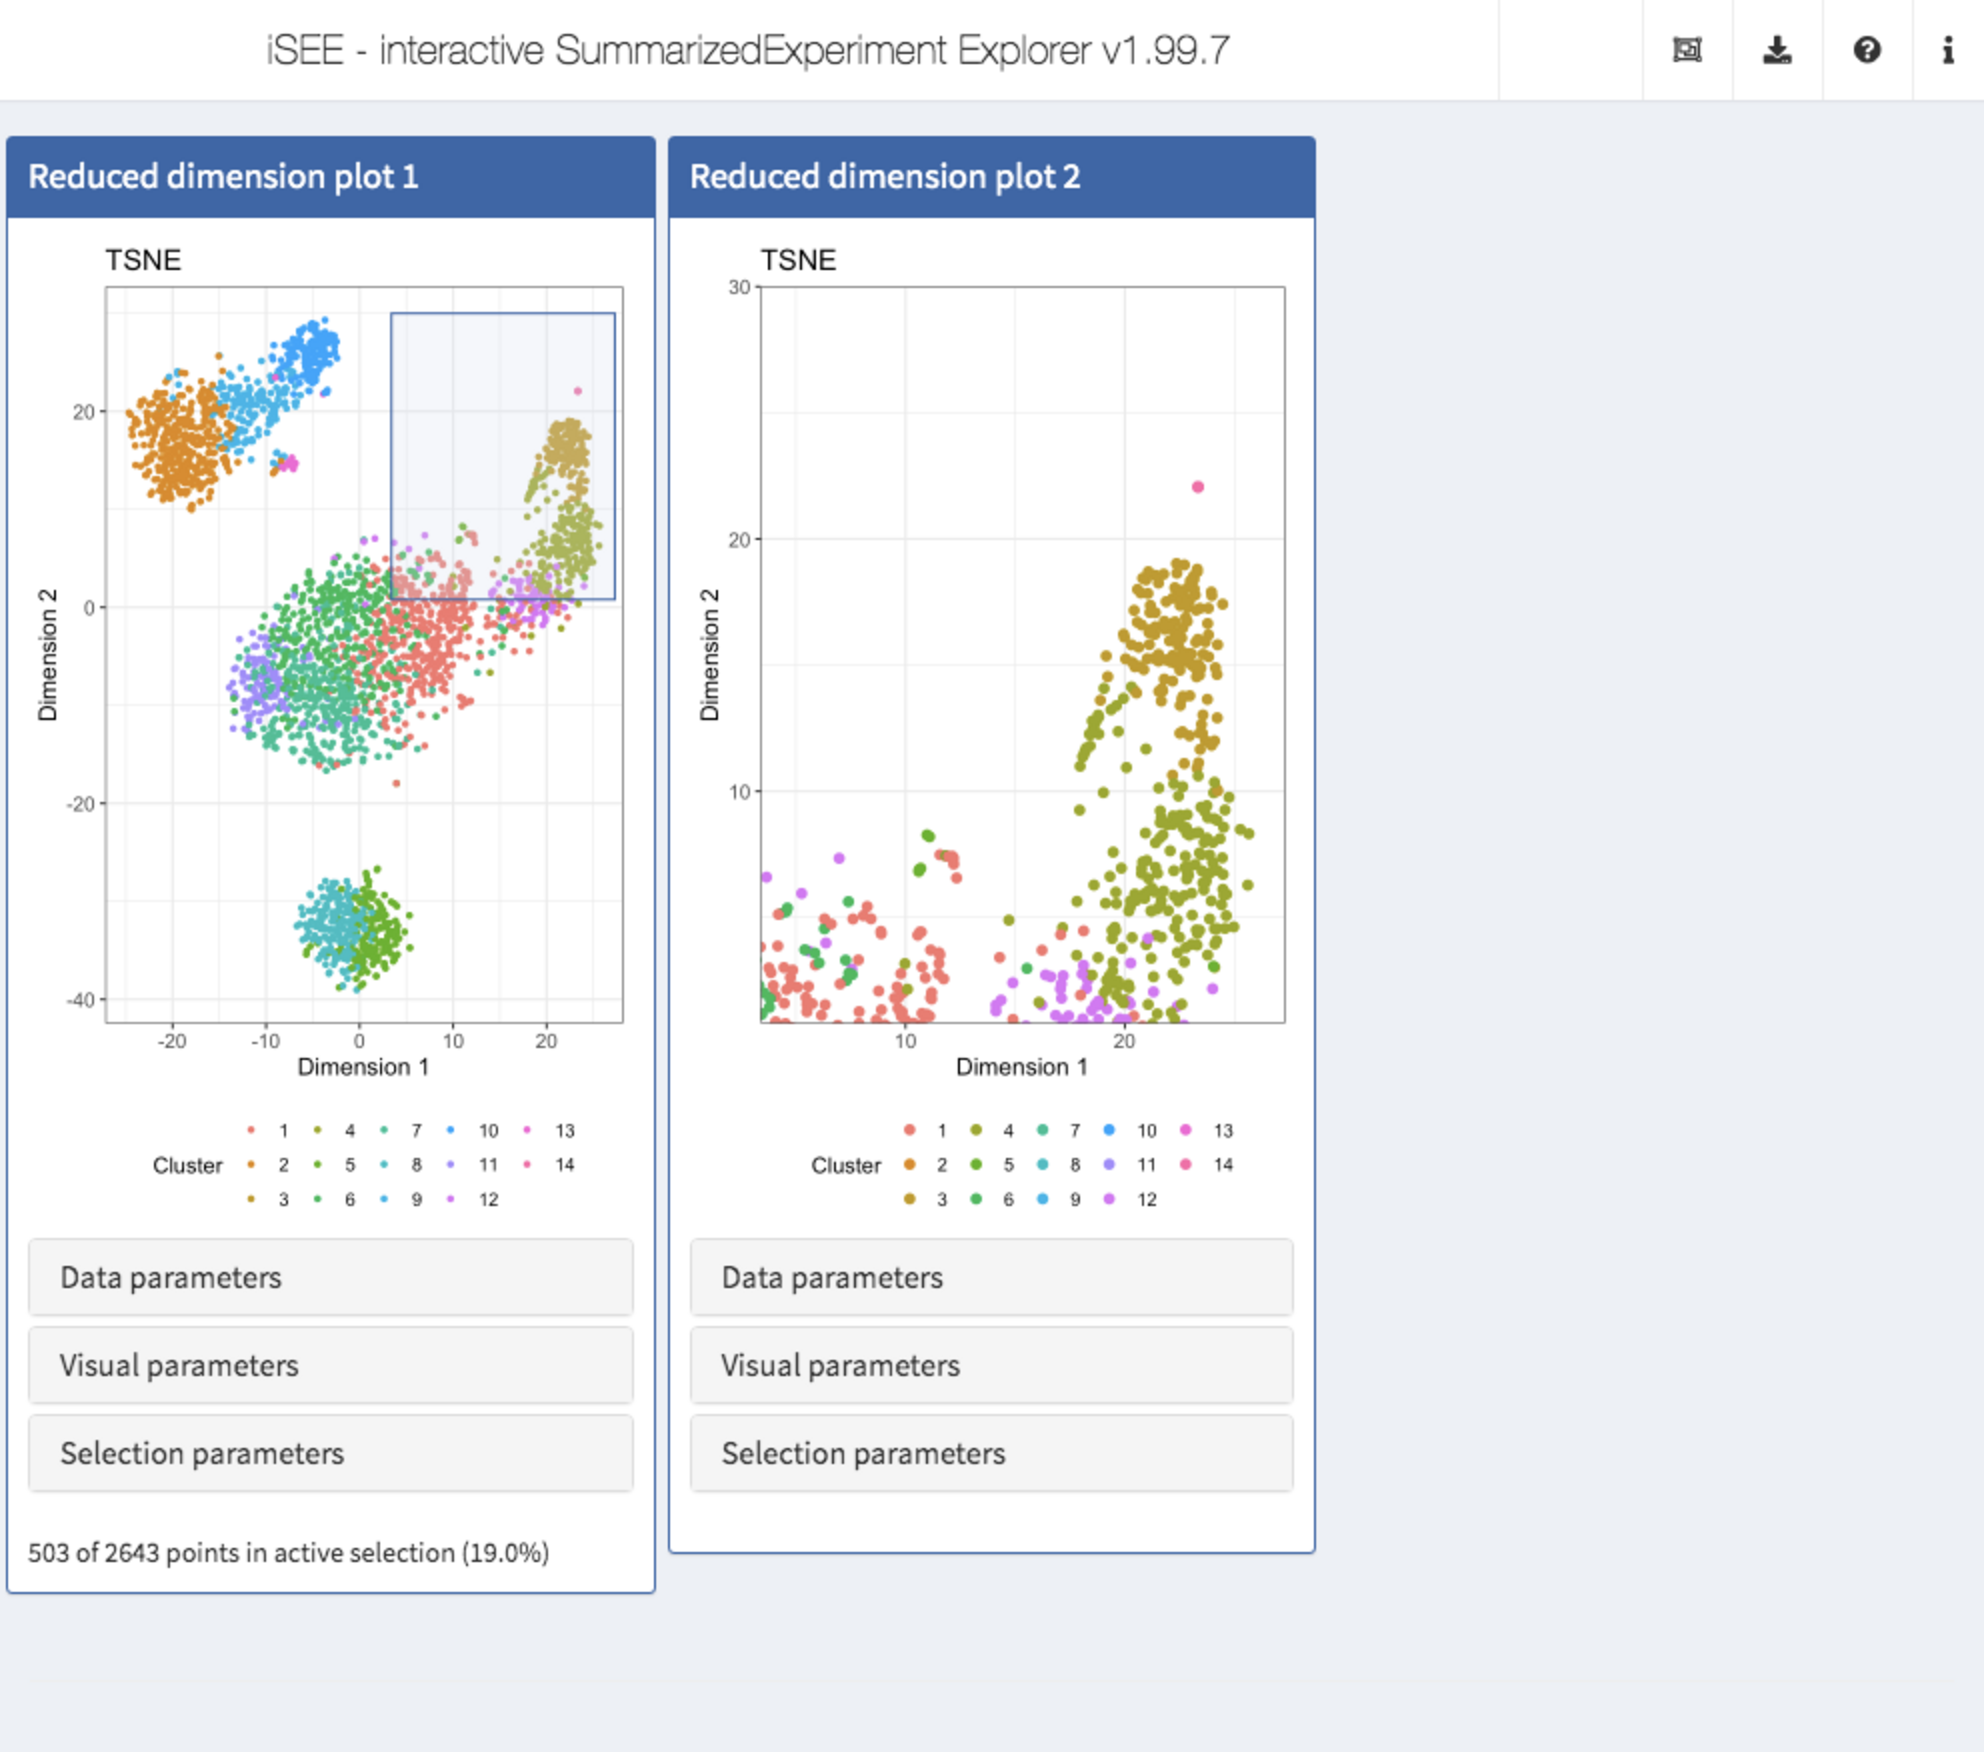 iSEE - interactive SummarizedExperiment Explorer v1.99.7
Reduced dimension plot 1
TSNE
20
0
-20
-40
Dimension 2
-20 -10 0 10 20
Dimension 1
1 4 7 10 13
Cluster 2 5 8 11 14
3 6 9 12
Data parameters
Visual parameters
Selection parameters
503 of 2643 points in active selection (19.0%)
Reduced dimension plot 2
TSNE
30
20
10
Dimension 2
10 20
Dimension 1
1 4 7 10 13
Cluster 2 5 8 11 14
3 6 9 12
Data parameters
Visual parameters
Selection parameters